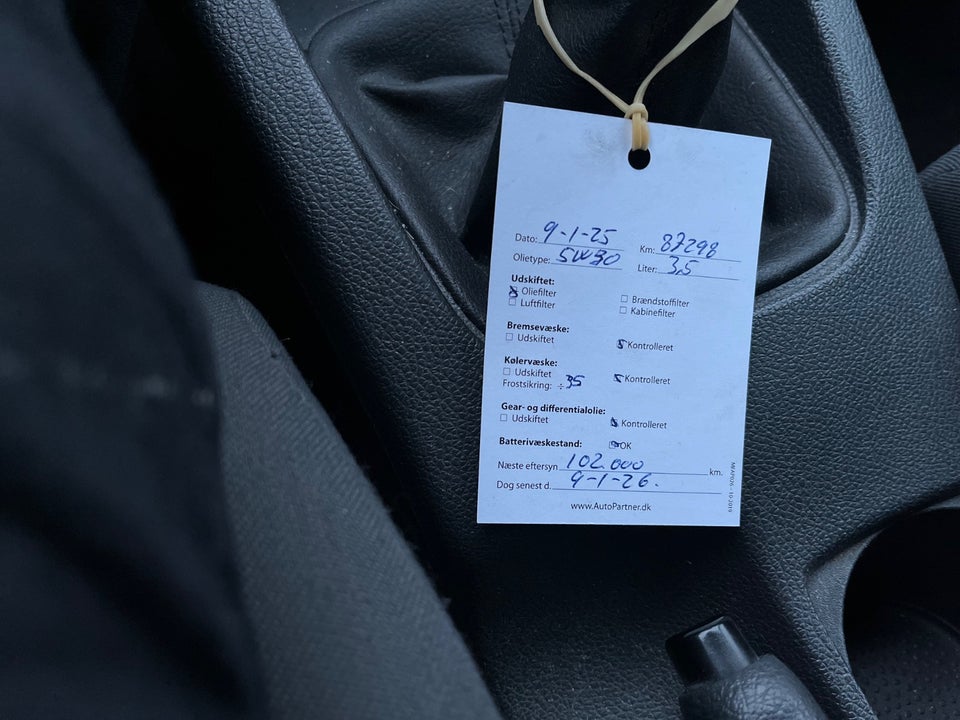 Dato: 9-1-25 Km: 87298
Olietype: 5W30 Liter: 3,5
Udskiftet:
Oliefilter Brændstoffilter
Luftfilter Kabinefilter
Bremsevæske:
Udskiftet Kontrolleret
Kølervæske:
Udskiftet Kontrolleret
Frostsikring: ÷35
Gear- og differentialolie:
Udskiftet Kontrolleret
Batterivæskestand: OK
Næste eftersyn 102.000 km.
Dog senest d. 9-1-26.
www.AutoPartner.dk